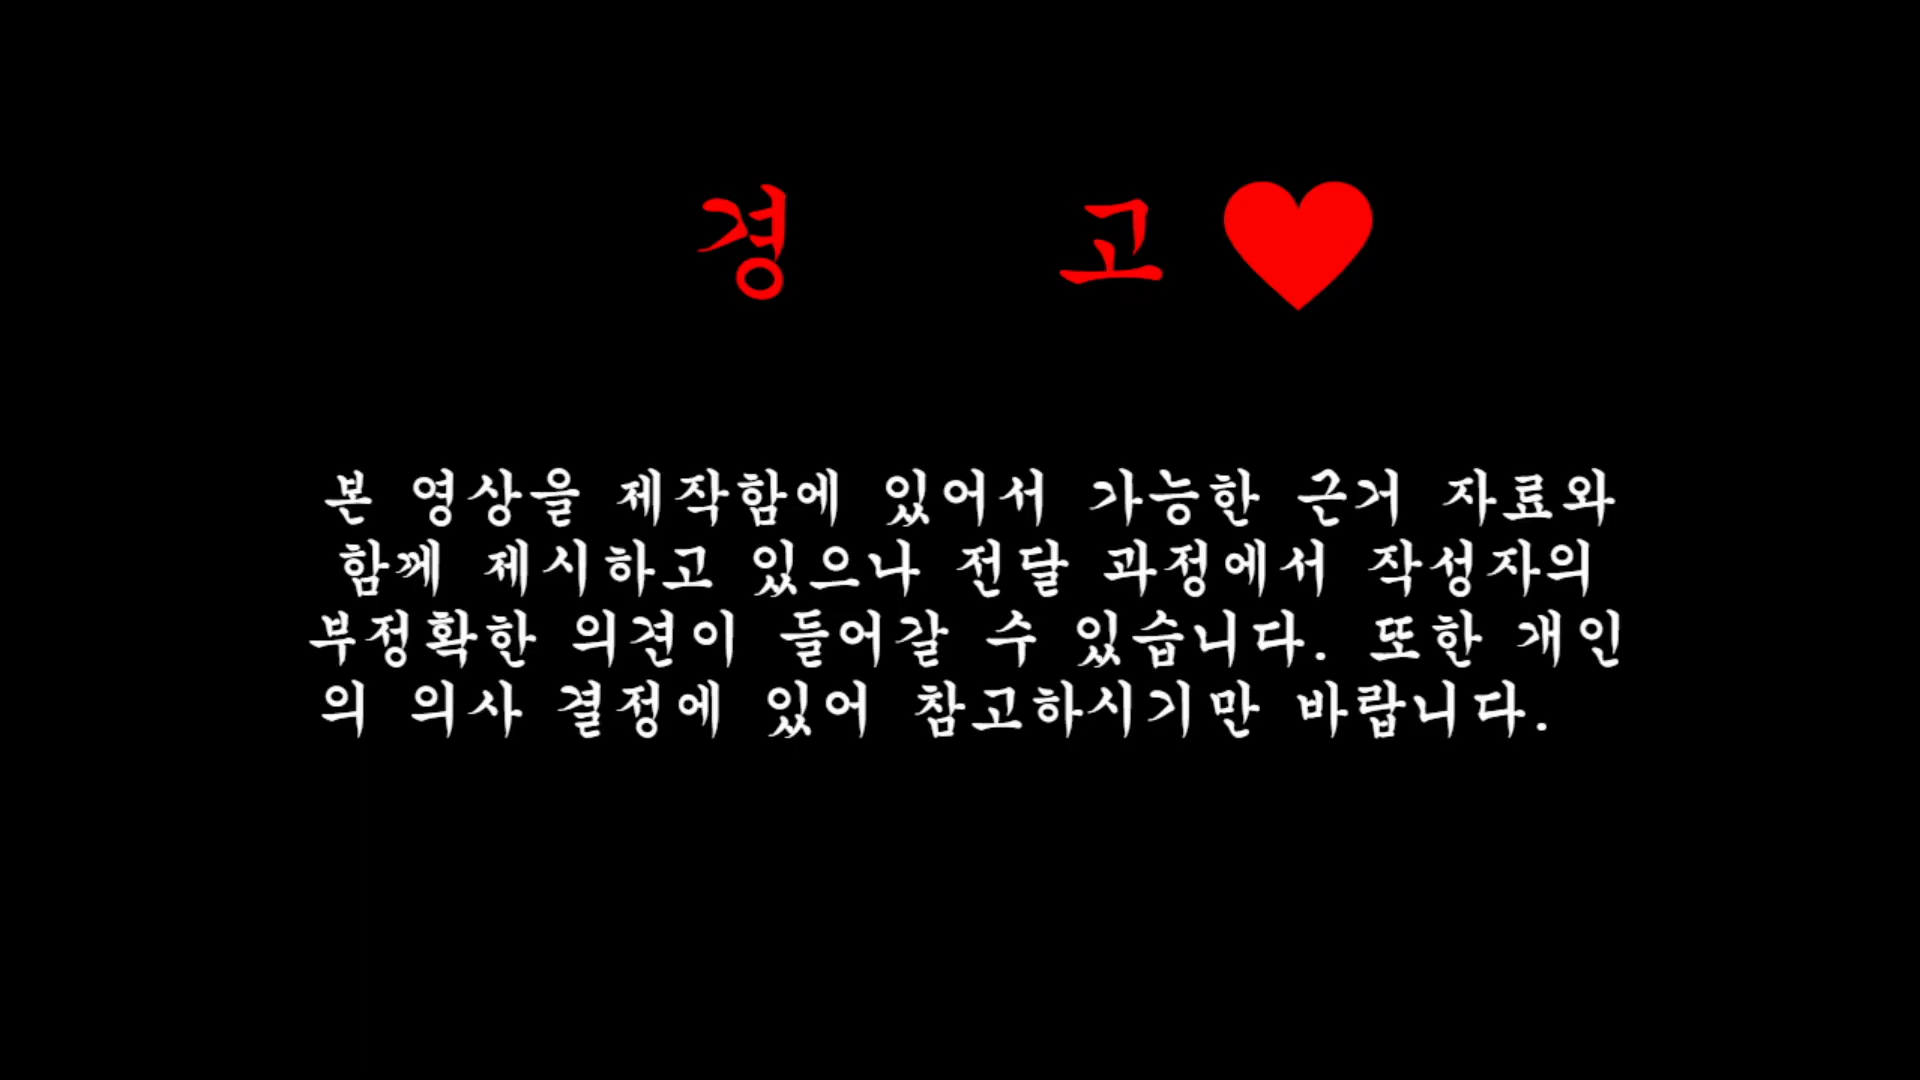 경 고♥
본 영상을 제작함에 있어서 가능한 근거 자료와
함께 제시하고 있으나 전달 과정에서 작성자의
부정확한 의견이 들어갈 수 있습니다. 또한 개인
의 의사 결정에 있어 참고하시기만 바랍니다.